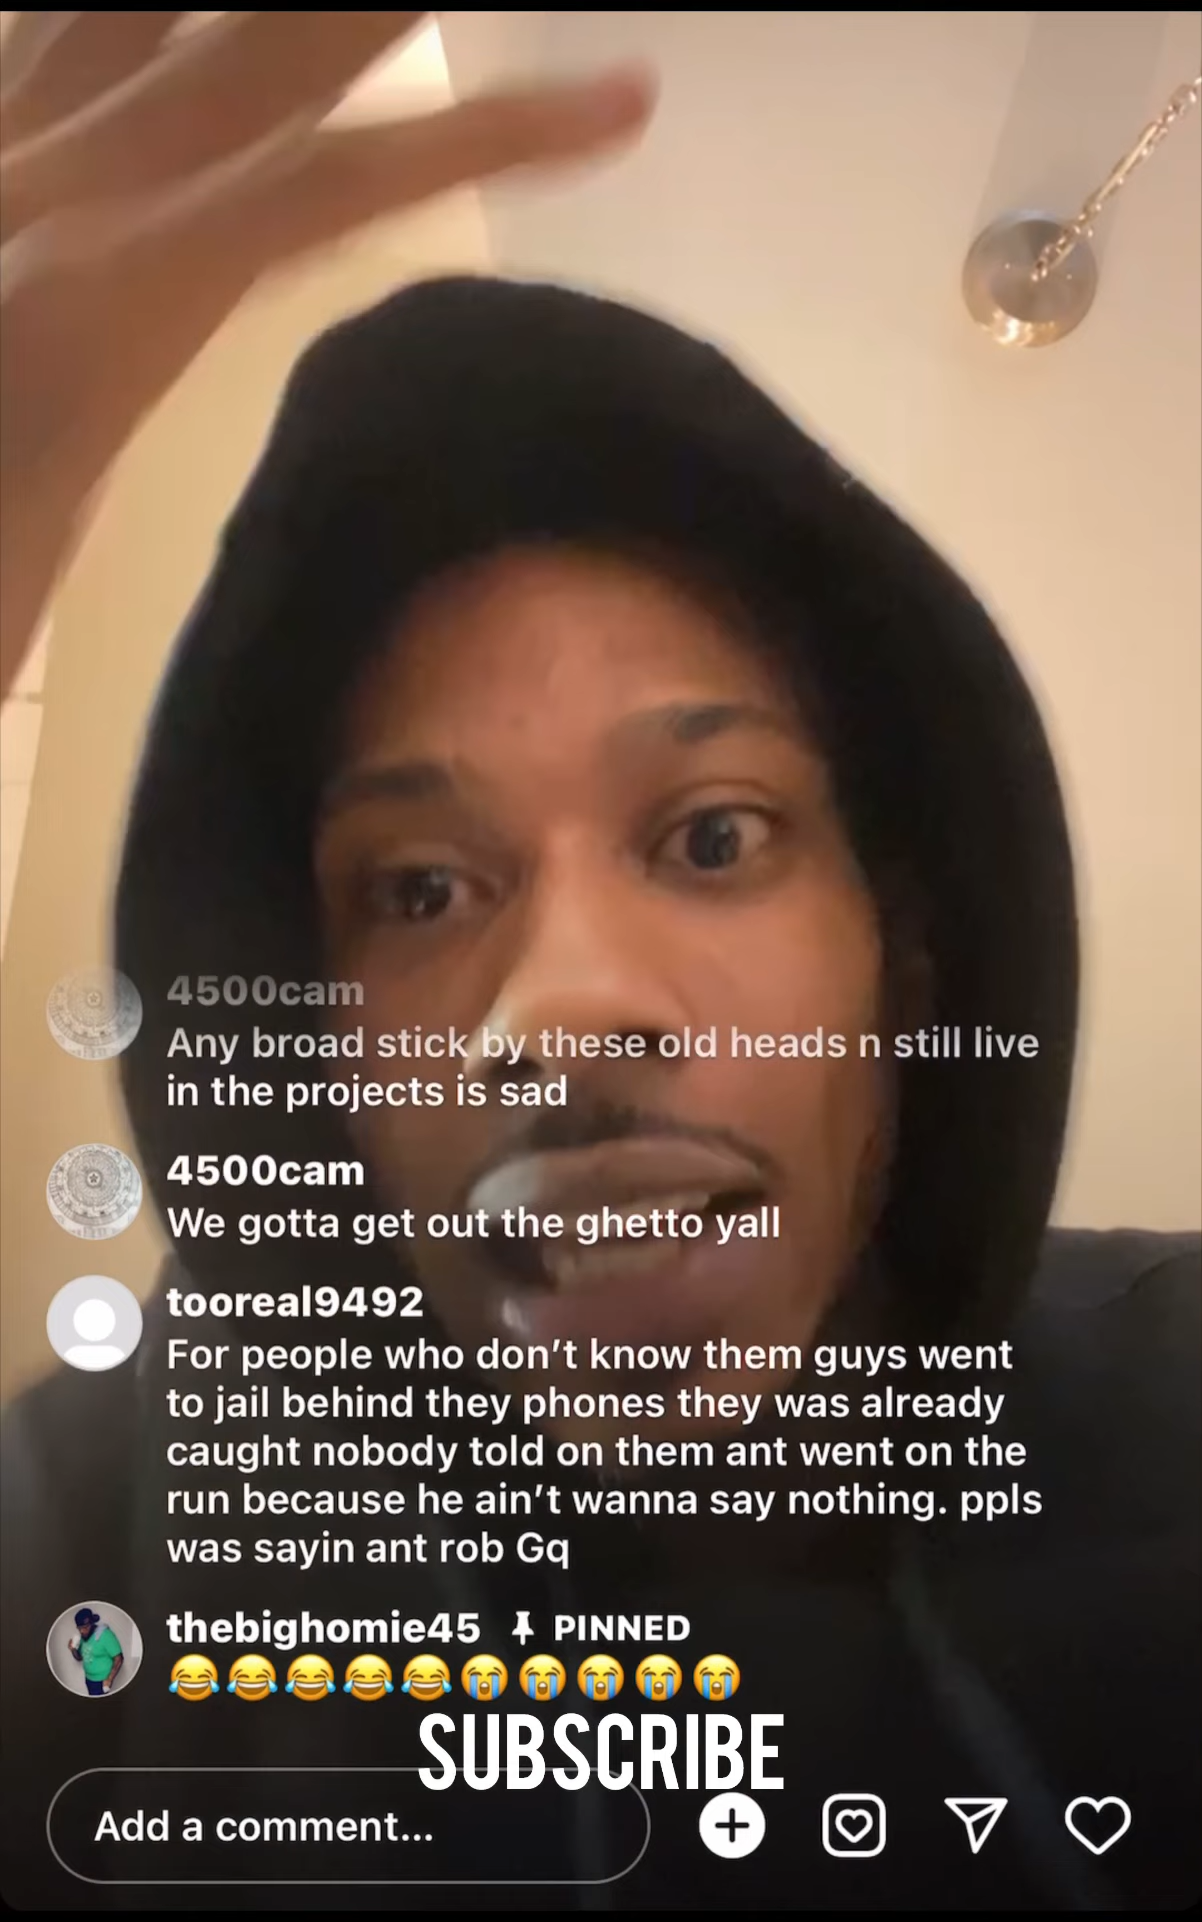 4500cam
Any broad stick by these old heads n still live
in the projects is sad
4500cam
We gotta get out the ghetto yall
tooreal9492
For people who don’t know them guys went
to jail behind they phones they was already
caught nobody told on them ant went on the
run because he ain’t wanna say nothing. ppls
was sayin ant rob Gq
thebighomie45 📌 PINNED
😂😂😂😂😂😭😭😭😭😭
SUBSCRIBE
Add a comment...